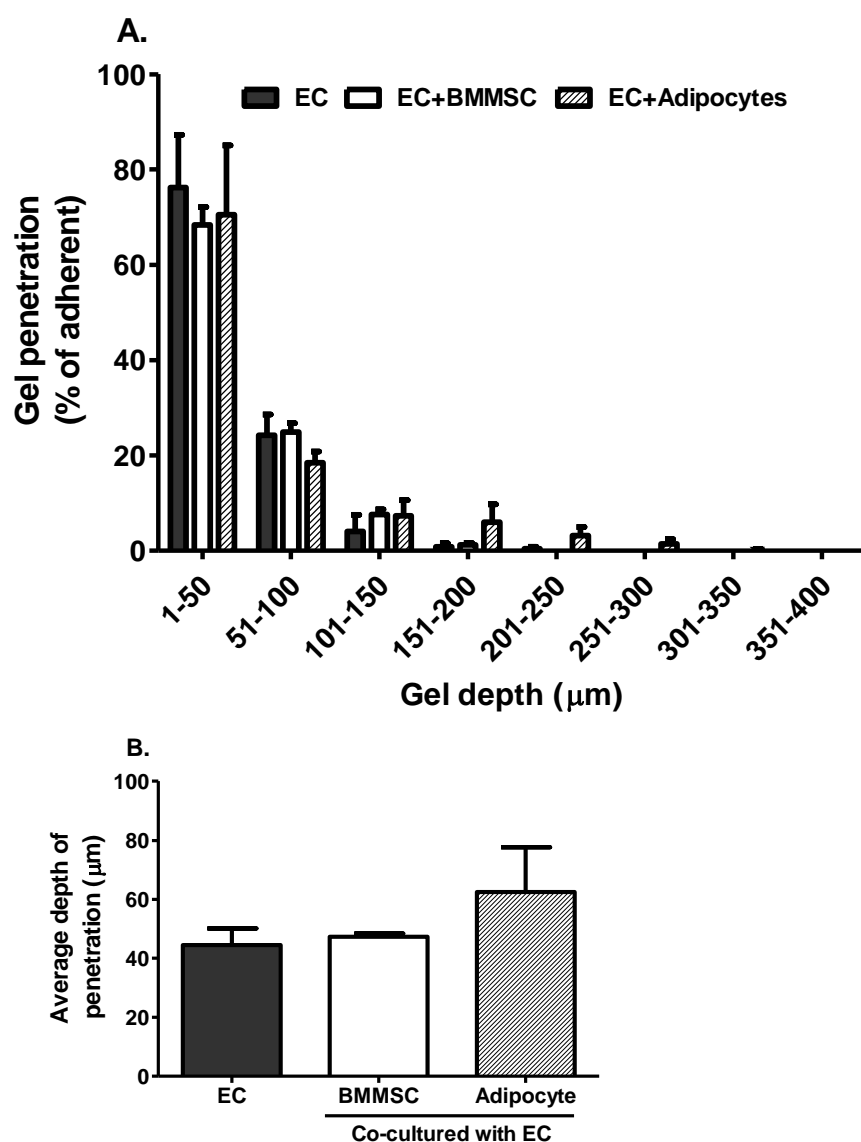 A.
100
80
60
40
20
0
Gel penetration
(% of adherent)
EC EC+BMMSC EC+Adipocytes
1-50 51-100 101-150 151-200 201-250 251-300 301-350 351-400
Gel depth (μm)
B.
100
80
60
40
20
0
Average depth of
penetration (μm)
EC BMMSC Adipocyte
Co-cultured with EC